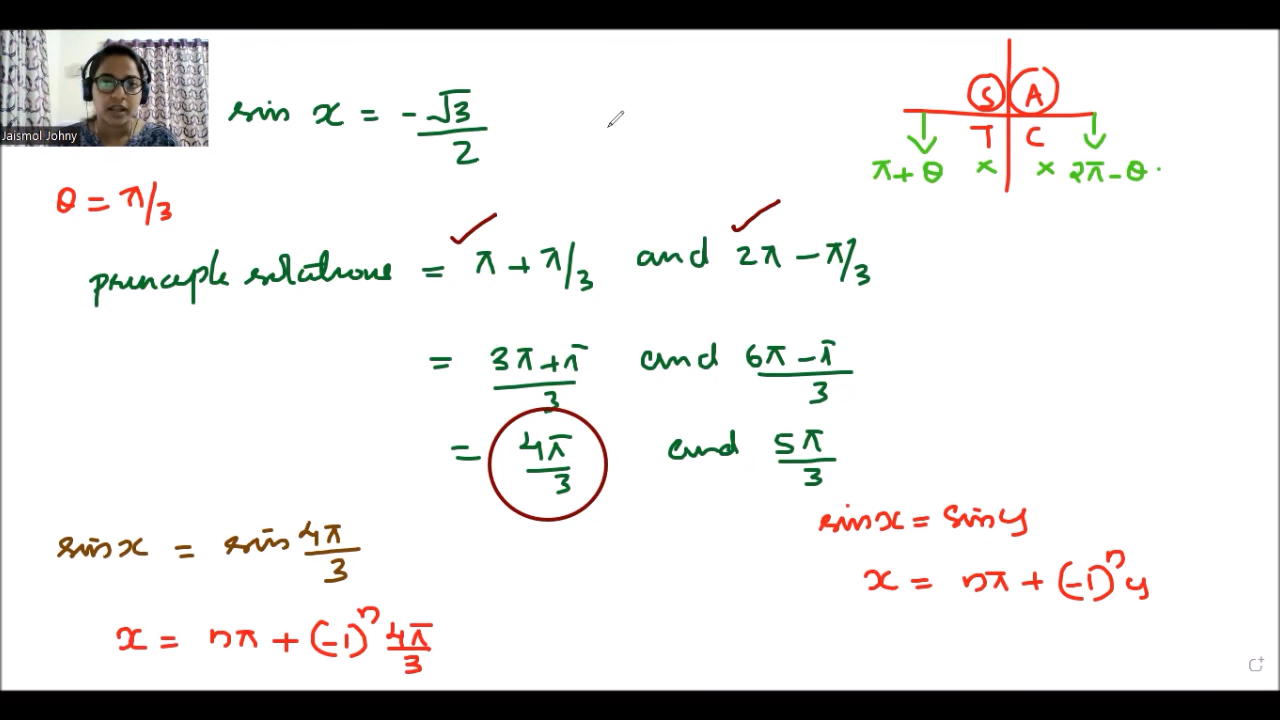 Jaismol Johny
sin x = -√3/2
S A
T C
π+θ × × 2π-θ
θ = π/3
principle solutions = π + π/3 and 2π - π/3
= 3π+π/3 and 6π-π/3
= 4π/3 and 5π/3
sin x = sin y
x = nπ + (-1)ⁿ y
sin x = sin 4π/3
x = nπ + (-1)ⁿ 4π/3